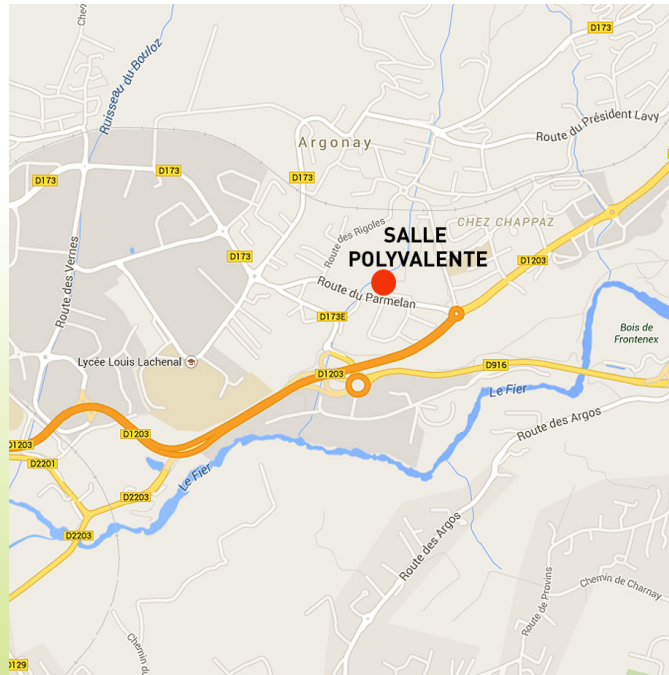 Chem
D173
Ruisseau du Bouloz
Route du Président Lavy
Argonay
D173
D173
D173
CHEZ CHAPPAZ
Route des Rigoles
SALLE
POLYVALENTE
D173
D1203
Route des Vernes
Route du Parmelan
D173E
Bois de
Frontenex
Lycée Louis Lachenal
D916
D1203
Le Fier
Route des Argos
D1203
D1203
D2201
Le Fier
D2203
D2203
Route des Argos
Route de Provins
Chemin de Charnay
Chemin du
D129